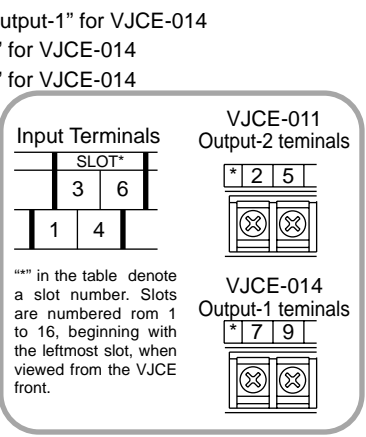 utput-1” for VJCE-014
” for VJCE-014
” for VJCE-014
Input Terminals
SLOT*
3 6
1 4
“*” in the table denote
a slot number. Slots
are numbered rom 1
to 16, beginning with
the leftmost slot, when
viewed from the VJCE
front.
VJCE-011
Output-2 teminals
* 2 5
VJCE-014
Output-1 teminals
* 7 9